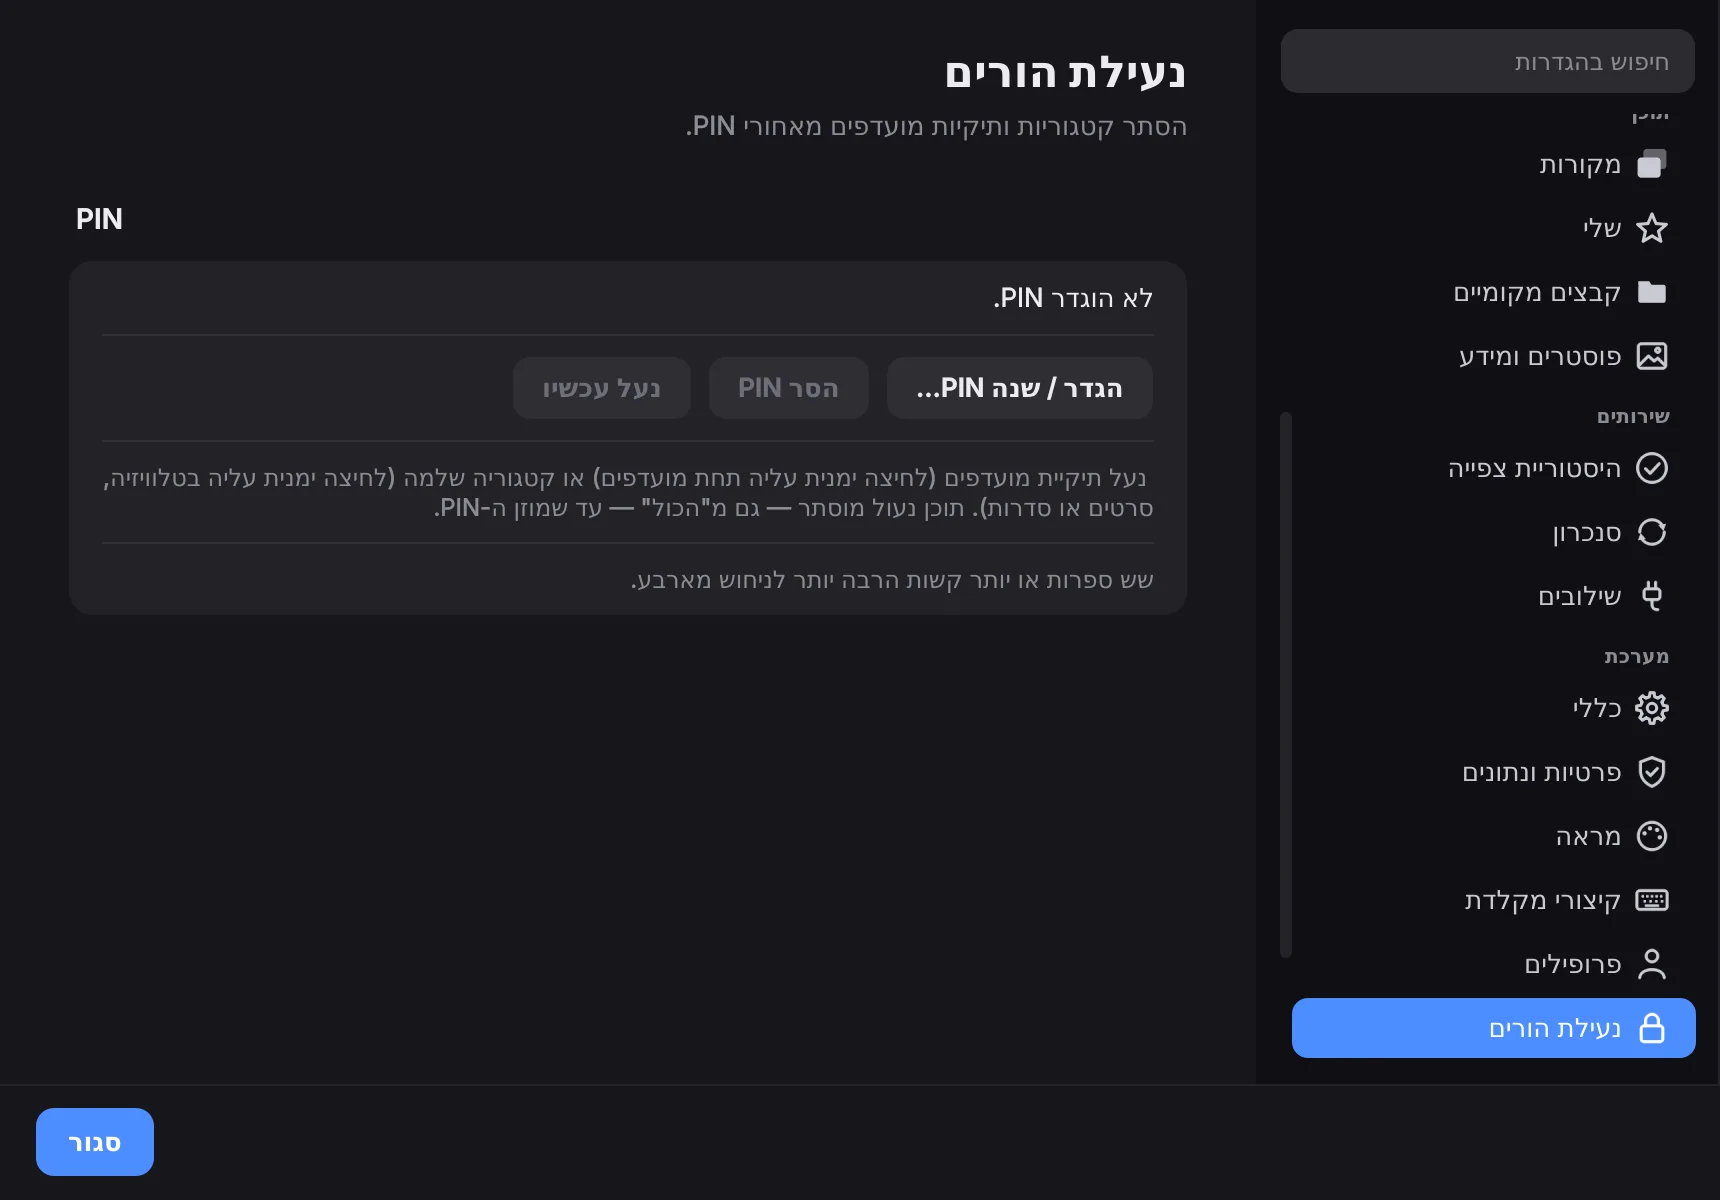 חיפוש בהגדרות
תוכן
מקורות
שלי
קבצים מקומיים
פוסטרים ומידע
שירותים
היסטוריית צפייה
סנכרון
שילובים
מערכת
כללי
פרטיות ונתונים
מראה
קיצורי מקלדת
פרופילים
נעילת הורים
נעילת הורים
הסתר קטגוריות ותיקיות מועדפים מאחורי PIN.
PIN
לא הוגדר PIN.
הגדר / שנה PIN...
הסר PIN
נעל עכשיו
נעל תיקיית מועדפים (לחיצה ימנית עליה תחת מועדפים) או קטגוריה שלמה (לחיצה ימנית עליה בטלוויזיה,
סרטים או סדרות). תוכן נעול מוסתר — גם מ"הכול" — עד שמוזן ה-PIN.
שש ספרות או יותר קשות הרבה יותר לניחוש מארבע.
סגור